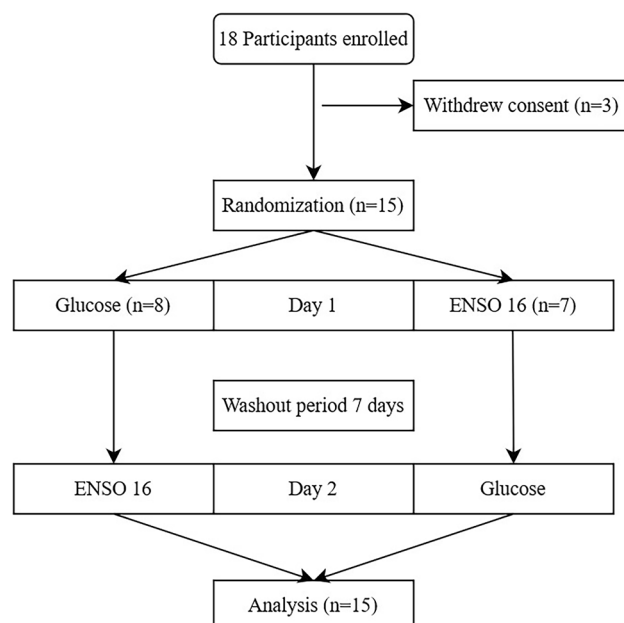 18 Participants enrolled
Withdrew consent (n=3)
Randomization (n=15)
Glucose (n=8)
Day 1
ENSO 16 (n=7)
Washout period 7 days
ENSO 16
Day 2
Glucose
Analysis (n=15)